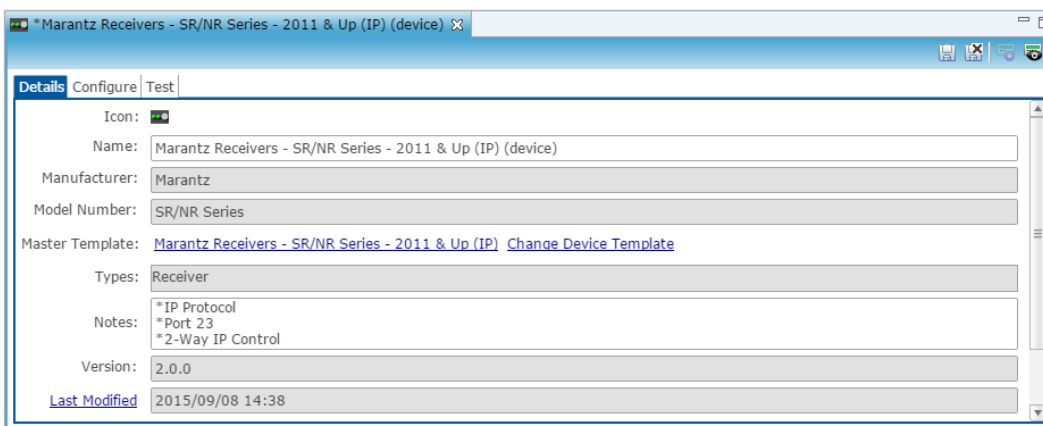 *Marantz Receivers - SR/NR Series - 2011 & Up (IP) (device)
Details Configure Test
Icon:
Name: Marantz Receivers - SR/NR Series - 2011 & Up (IP) (device)
Manufacturer: Marantz
Model Number: SR/NR Series
Master Template: Marantz Receivers - SR/NR Series - 2011 & Up (IP) Change Device Template
Types: Receiver
Notes: *IP Protocol
*Port 23
*2-Way IP Control
Version: 2.0.0
Last Modified 2015/09/08 14:38